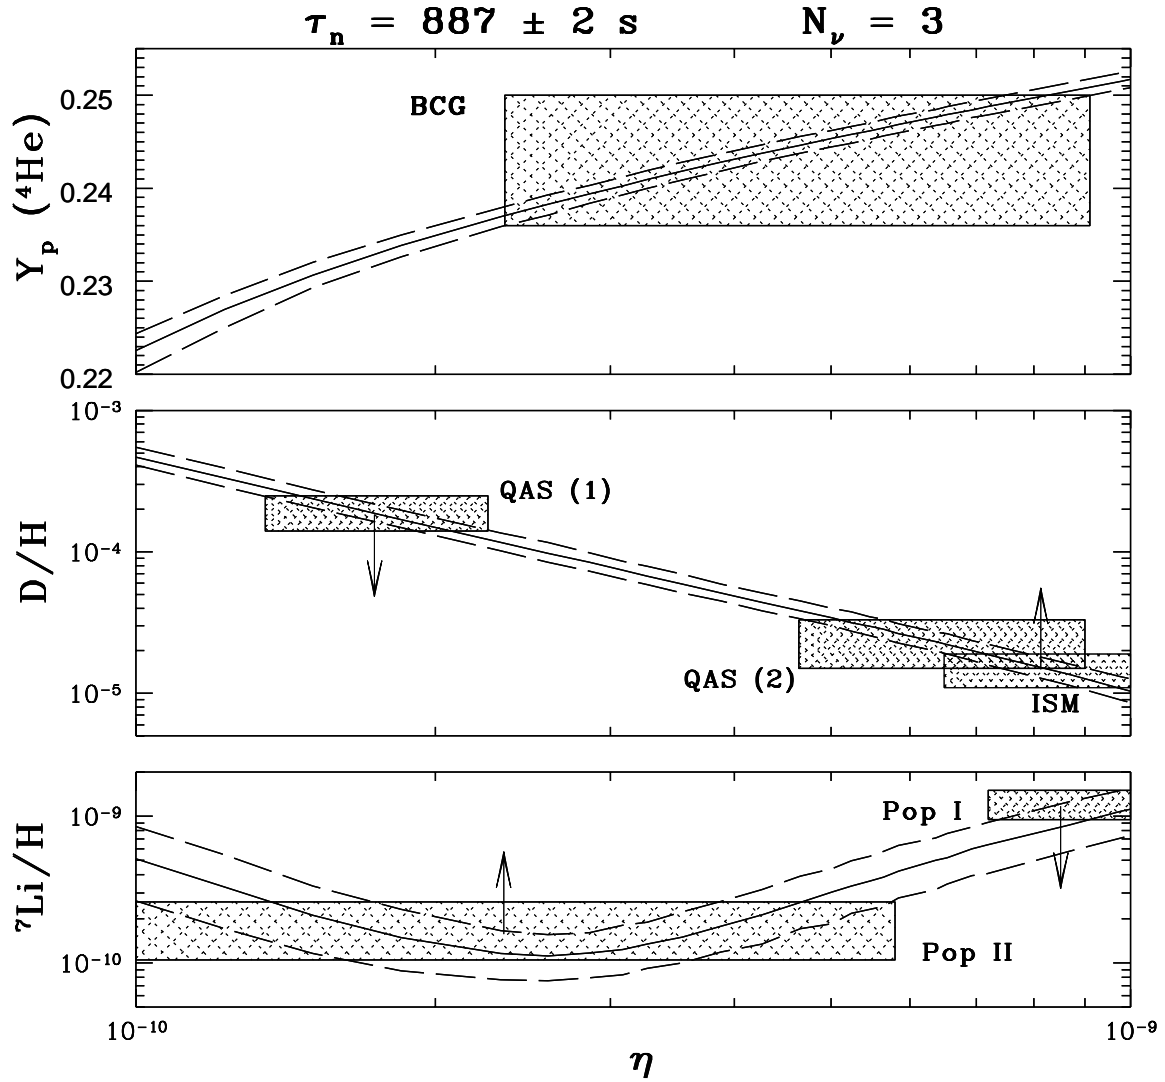 τₙ = 887 ± 2 s    N_ν = 3
Yₚ (⁴He)
0.25
0.24
0.23
0.22
BCG
D/H
10⁻³
10⁻⁴
10⁻⁵
QAS (1)
QAS (2)
ISM
⁷Li/H
10⁻⁹
10⁻¹⁰
Pop I
Pop II
10⁻¹⁰    10⁻⁹
η